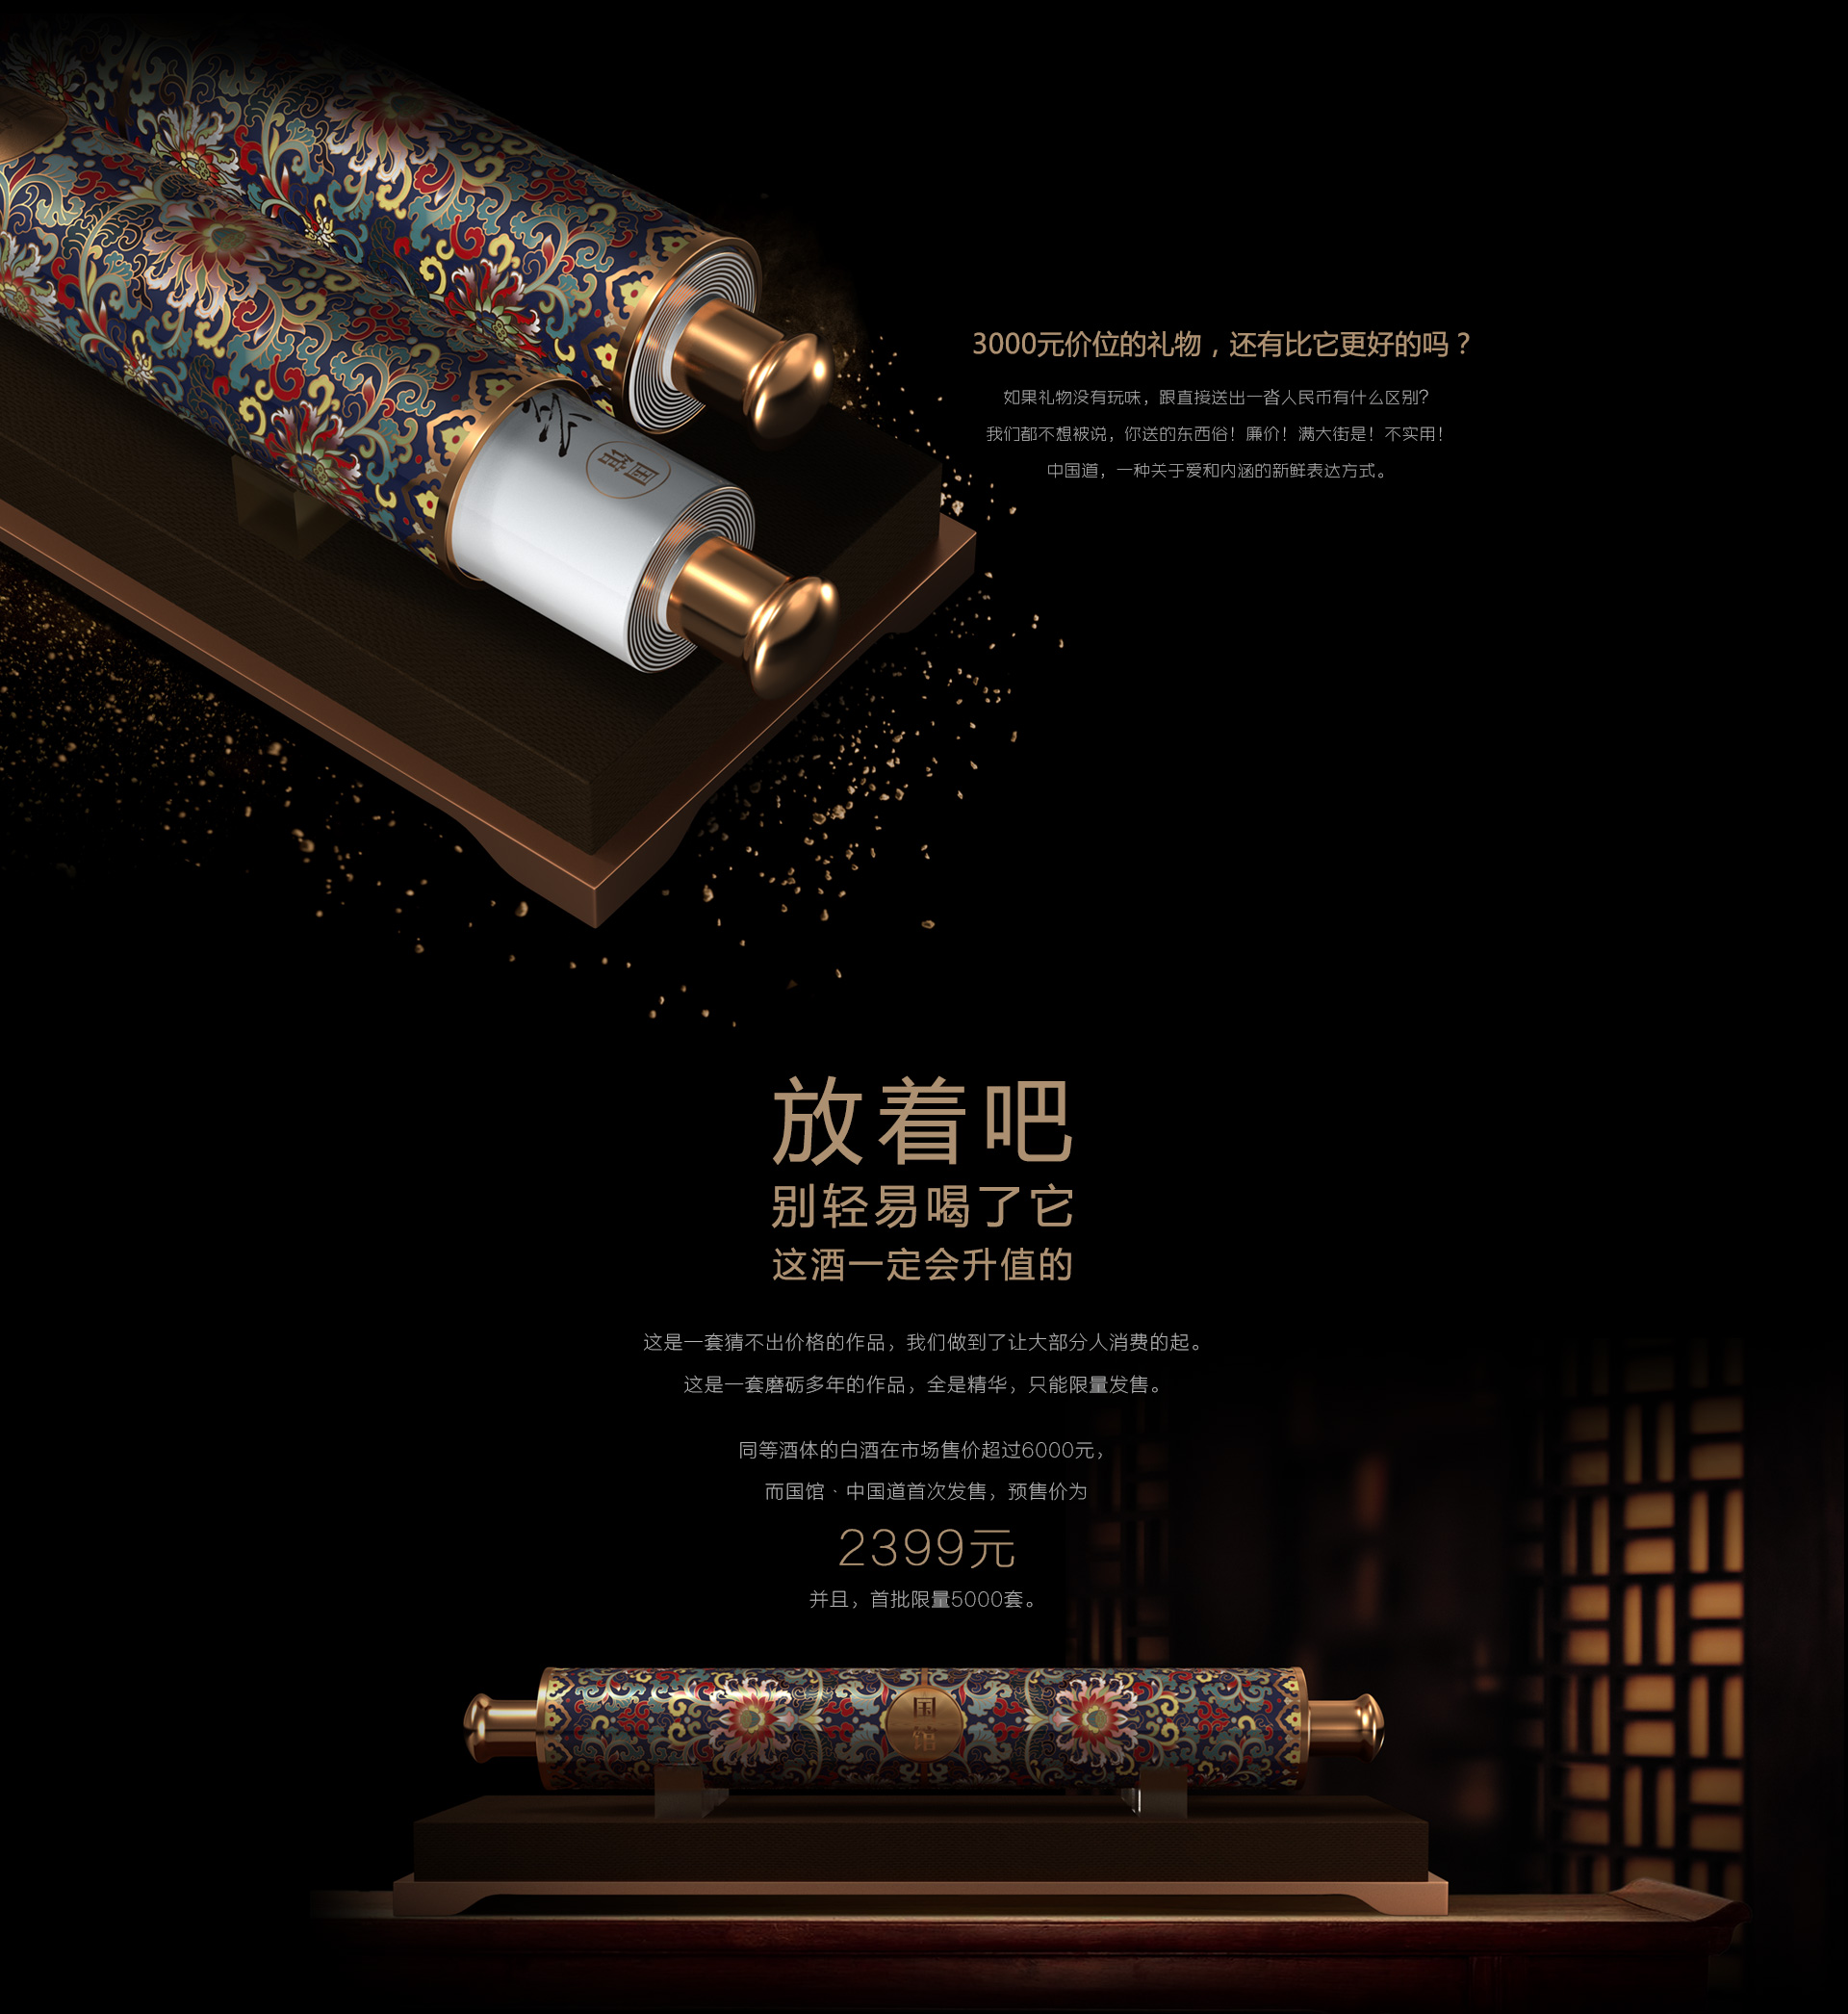 国馆
3000元价位的礼物，还有比它更好的吗？
如果礼物没有玩味，跟直接送出一沓人民币有什么区别？
我们都不想被说，你送的东西俗！廉价！满大街是！不实用！
中国道，一种关于爱和内涵的新鲜表达方式。
放着吧
别轻易喝了它
这酒一定会升值的
这是一套猜不出价格的作品，我们做到了让大部分人消费的起。
这是一套磨砺多年的作品，全是精华，只能限量发售。
同等酒体的白酒在市场售价超过6000元，
而国馆·中国道首次发售，预售价为
2399元
并且，首批限量5000套。
国
馆